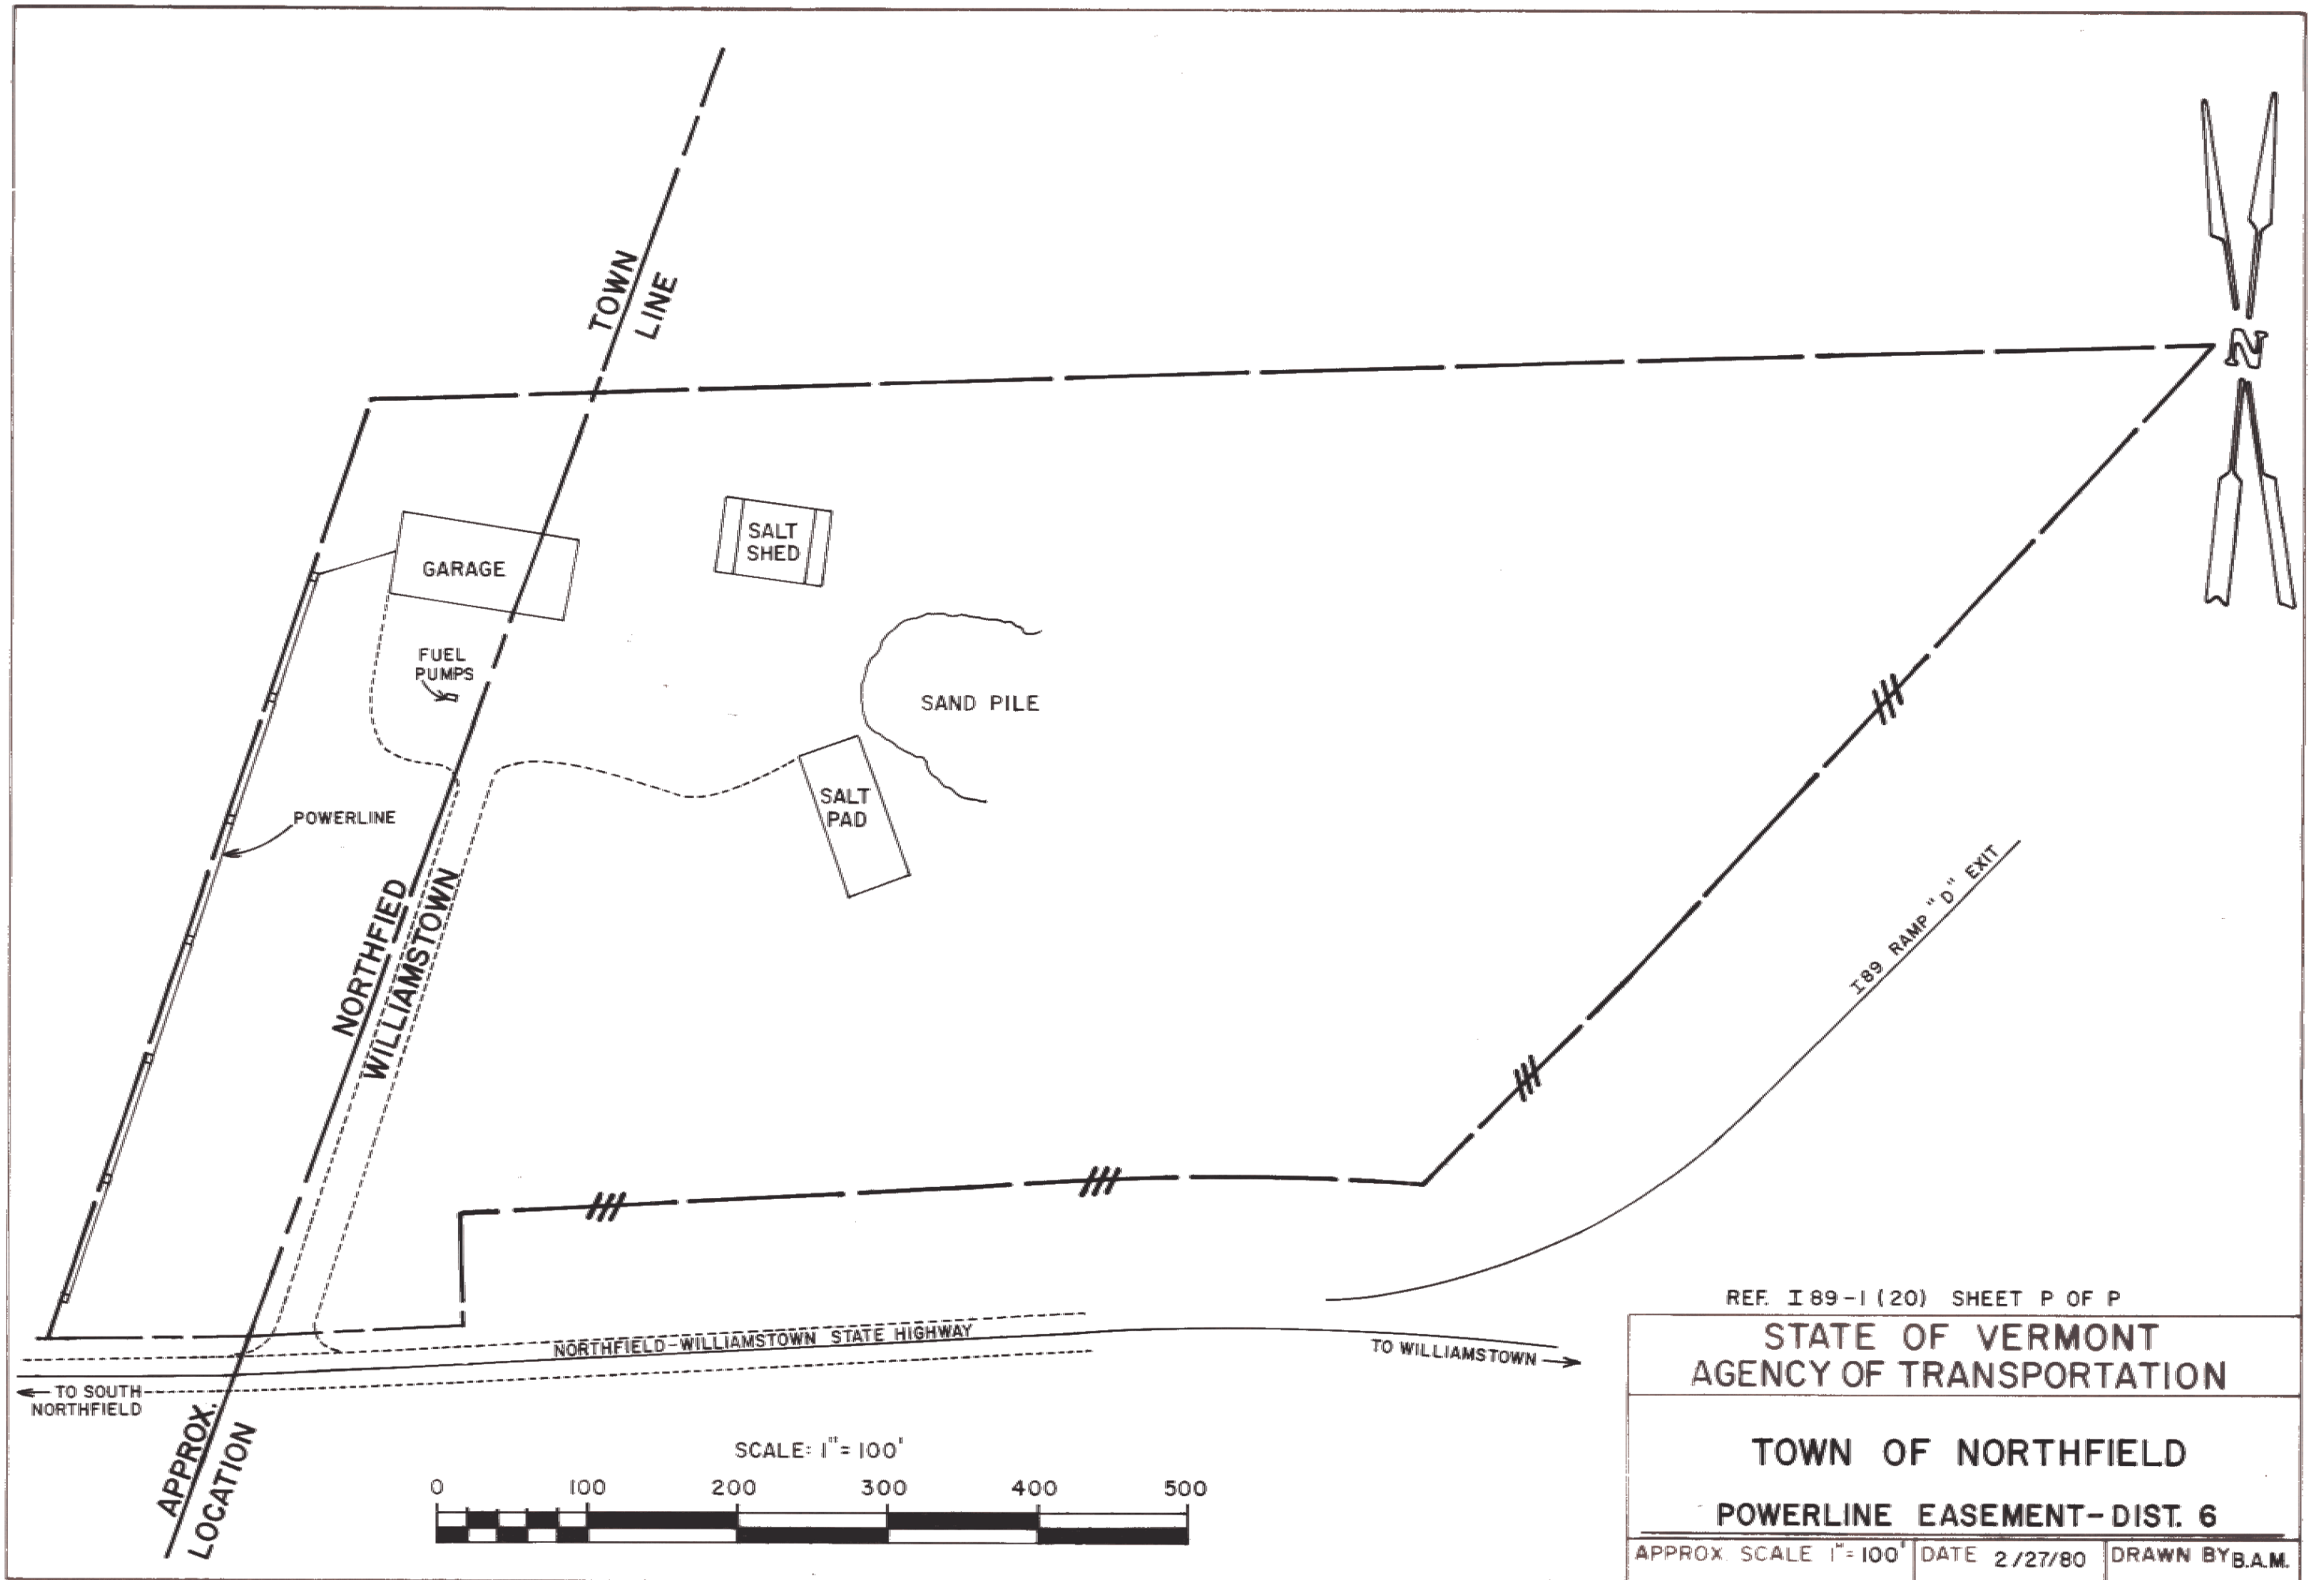 TOWN
LINE
N
SALT
SHED
GARAGE
FUEL
PUMPS
SAND PILE
POWERLINE
SALT
PAD
NORTHFIED
WILLIAMSTOWN
I89 RAMP "D" EXIT
NORTHFIELD-WILLIAMSTOWN STATE HIGHWAY
TO WILLIAMSTOWN
TO SOUTH
NORTHFIELD
APPROX.
LOCATION
SCALE: 1"=100'
0 100 200 300 400 500
REF. I 89-1 (20) SHEET P OF P
STATE OF VERMONT
AGENCY OF TRANSPORTATION
TOWN OF NORTHFIELD
POWERLINE EASEMENT-DIST. 6
APPROX. SCALE 1"=100' DATE 2/27/80 DRAWN BY B.A.M.